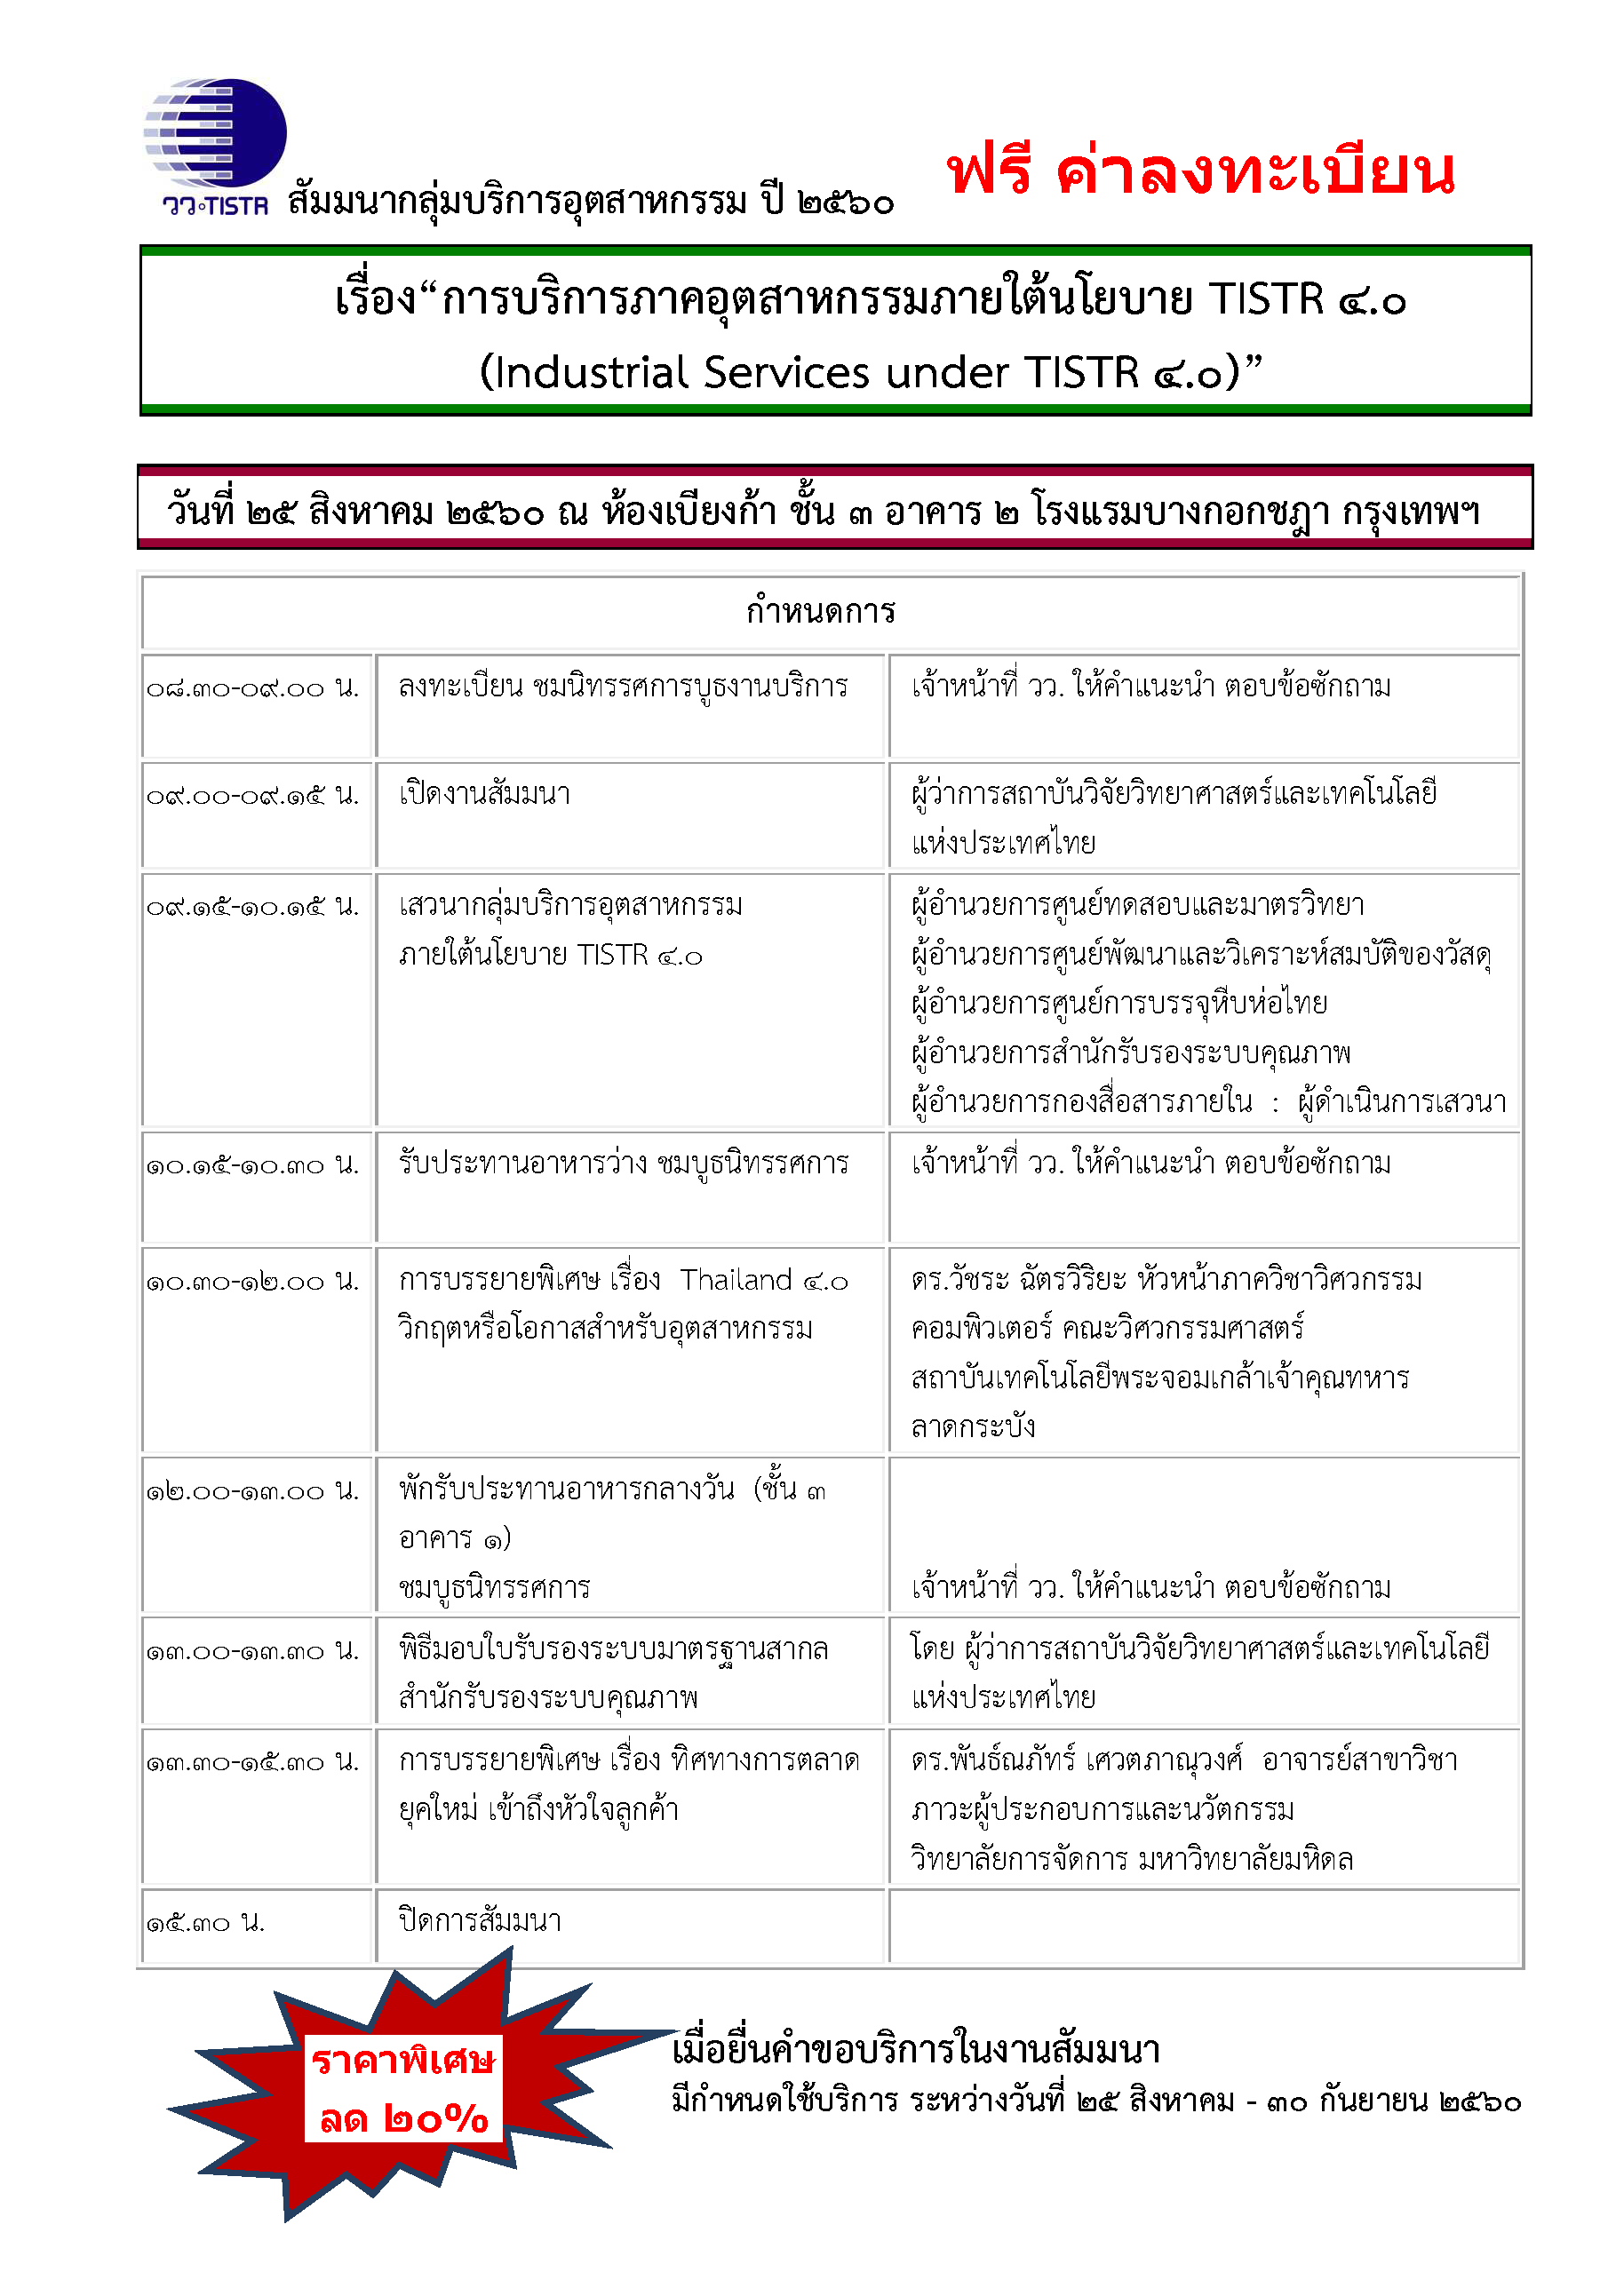 วว.TISTR
สัมมนากลุ่มบริการอุตสาหกรรม ปี ๒๕๖๐
ฟรี ค่าลงทะเบียน
เรื่อง“การบริการภาคอุตสาหกรรมภายใต้นโยบาย TISTR ๔.๐
(Industrial Services under TISTR ๔.๐)”
วันที่ ๒๕ สิงหาคม ๒๕๖๐ ณ ห้องเบียงก้า ชั้น ๓ อาคาร ๒ โรงแรมบางกอกชฎา กรุงเทพฯ
กำหนดการ
๐๘.๓๐-๐๙.๐๐ น. ลงทะเบียน ชมนิทรรศการบูธงานบริการ เจ้าหน้าที่ วว. ให้คำแนะนำ ตอบข้อซักถาม
๐๙.๐๐-๐๙.๑๕ น. เปิดงานสัมมนา ผู้ว่าการสถาบันวิจัยวิทยาศาสตร์และเทคโนโลยี
แห่งประเทศไทย
๐๙.๑๕-๑๐.๑๕ น. เสวนากลุ่มบริการอุตสาหกรรม ผู้อำนวยการศูนย์ทดสอบและมาตรวิทยา
ภายใต้นโยบาย TISTR ๔.๐ ผู้อำนวยการศูนย์พัฒนาและวิเคราะห์สมบัติของวัสดุ
ผู้อำนวยการศูนย์การบรรจุหีบห่อไทย
ผู้อำนวยการสำนักรับรองระบบคุณภาพ
ผู้อำนวยการกองสื่อสารภายใน : ผู้ดำเนินการเสวนา
๑๐.๑๕-๑๐.๓๐ น. รับประทานอาหารว่าง ชมบูธนิทรรศการ เจ้าหน้าที่ วว. ให้คำแนะนำ ตอบข้อซักถาม
๑๐.๓๐-๑๒.๐๐ น. การบรรยายพิเศษ เรื่อง Thailand ๔.๐ ดร.วัชระ ฉัตรวิริยะ หัวหน้าภาควิชาวิศวกรรม
วิกฤตหรือโอกาสสำหรับอุตสาหกรรม คอมพิวเตอร์ คณะวิศวกรรมศาสตร์
สถาบันเทคโนโลยีพระจอมเกล้าเจ้าคุณทหาร
ลาดกระบัง
๑๒.๐๐-๑๓.๐๐ น. พักรับประทานอาหารกลางวัน (ชั้น ๓
อาคาร ๑)
ชมบูธนิทรรศการ เจ้าหน้าที่ วว. ให้คำแนะนำ ตอบข้อซักถาม
๑๓.๐๐-๑๓.๓๐ น. พิธีมอบใบรับรองระบบมาตรฐานสากล โดย ผู้ว่าการสถาบันวิจัยวิทยาศาสตร์และเทคโนโลยี
สำนักรับรองระบบคุณภาพ แห่งประเทศไทย
๑๓.๓๐-๑๕.๓๐ น. การบรรยายพิเศษ เรื่อง ทิศทางการตลาด ดร.พันธ์ณภัทร์ เศวตภาณุวงศ์ อาจารย์สาขาวิชา
ยุคใหม่ เข้าถึงหัวใจลูกค้า ภาวะผู้ประกอบการและนวัตกรรม
วิทยาลัยการจัดการ มหาวิทยาลัยมหิดล
๑๕.๓๐ น. ปิดการสัมมนา
ราคาพิเศษ
ลด ๒๐%
เมื่อยื่นคำขอบริการในงานสัมมนา
มีกำหนดใช้บริการ ระหว่างวันที่ ๒๕ สิงหาคม - ๓๐ กันยายน ๒๕๖๐